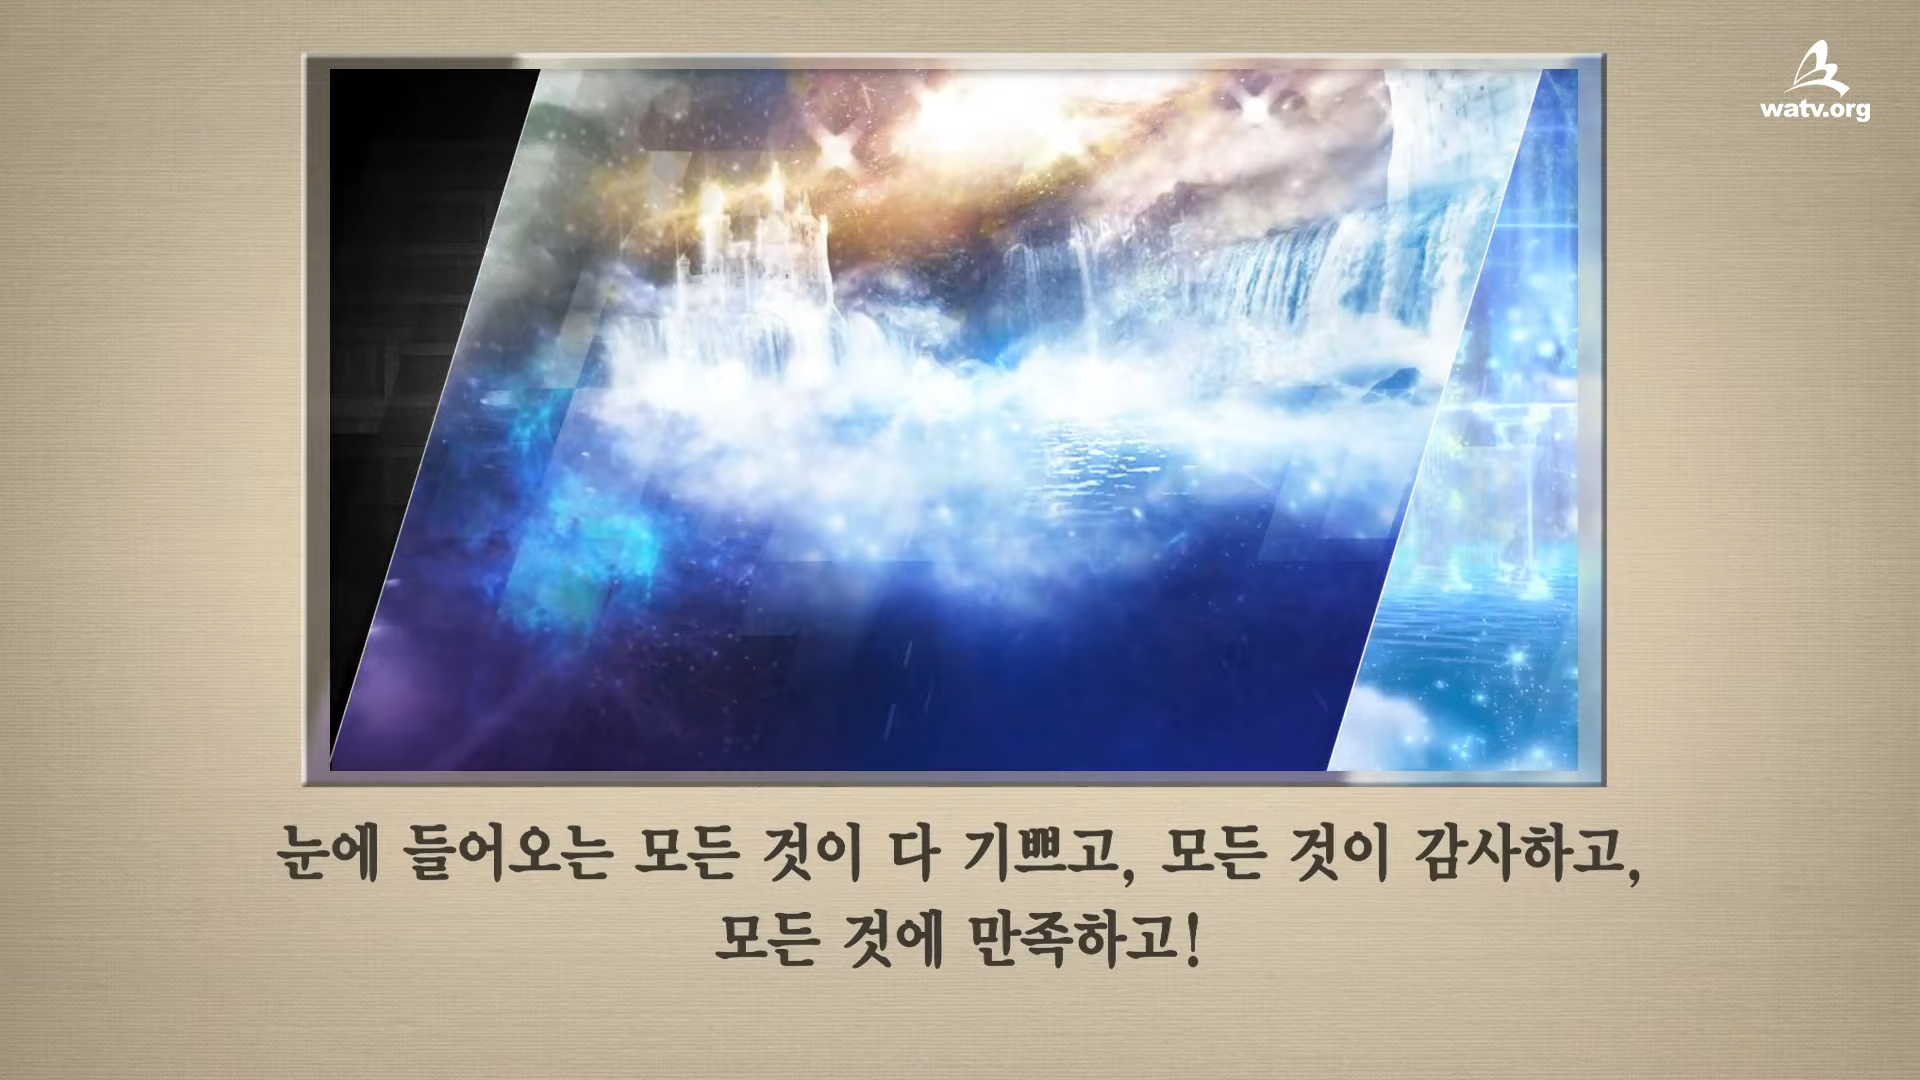 watv.org
눈에 들어오는 모든 것이 다 기쁘고, 모든 것이 감사하고,
모든 것에 만족하고!